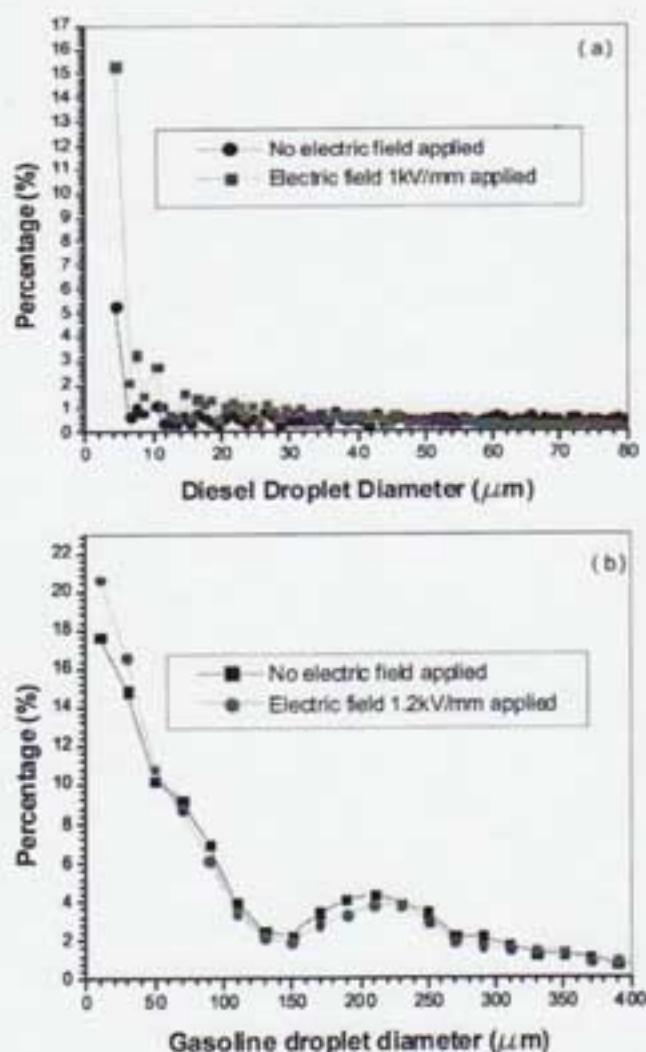 (a)
17
16
15
14
13
12
11
10
9
8
7
6
5
4
3
2
1
0
Percentage (%)
No electric field applied
Electric field 1kV/mm applied
0 10 20 30 40 50 60 70 80
Diesel Droplet Diameter (μm)
(b)
22
20
18
16
14
12
10
8
6
4
2
0
Percentage (%)
No electric field applied
Electric field 1.2kV/mm applied
0 50 100 150 200 250 300 350 400
Gasoline droplet diameter (μm)